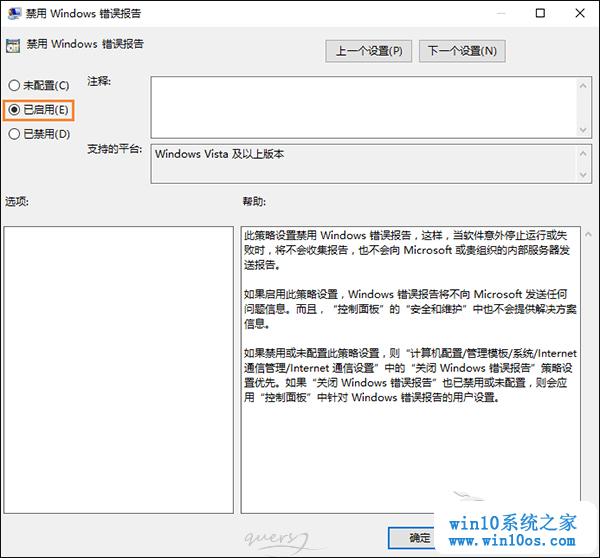 禁用 Windows 错误报告
禁用 Windows 错误报告
上一个设置(P)
下一个设置(N)
未配置(C)
注释:
已启用(E)
已禁用(D)
支持的平台:
Windows Vista 及以上版本
选项:
帮助:
此策略设置禁用 Windows 错误报告，这样，当软件意外停止运行或失
败时，将不会收集报告，也不会向 Microsoft 或贵组织的内部服务器发
送报告。
如果启用此策略设置，Windows 错误报告将不向 Microsoft 发送任何
问题信息。而且，“控制面板”的“安全和维护”中也不会提供解决方案
信息。
如果禁用或未配置此策略设置，则“计算机配置/管理模板/系统/Internet
通信管理/Internet 通信设置”中的“关闭 Windows 错误报告”策略设
置优先。如果“关闭 Windows 错误报告”也已禁用或未配置，则会应
用“控制面板”中针对 Windows 错误报告的用户设置。
确定
win10系统之家
www.win10os.com